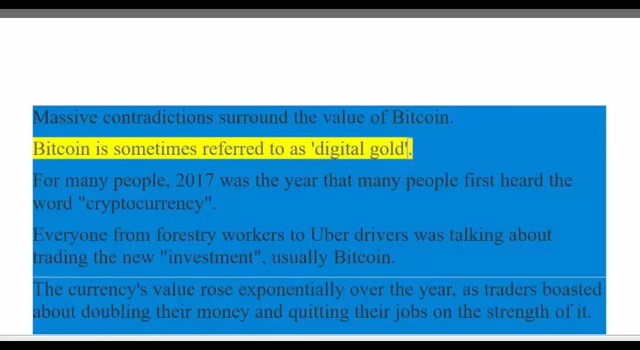 Massive contradictions surround the value of Bitcoin.
Bitcoin is sometimes referred to as 'digital gold'.
For many people, 2017 was the year that many people first heard the
word "cryptocurrency".
Everyone from forestry workers to Uber drivers was talking about
trading the new "investment", usually Bitcoin.
The currency's value rose exponentially over the year, as traders boasted
about doubling their money and quitting their jobs on the strength of it.